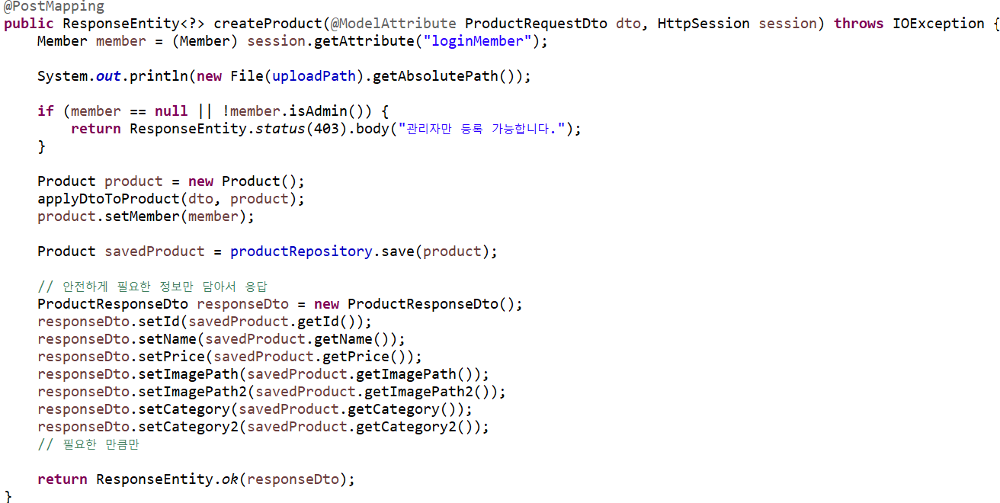 @PostMapping
public ResponseEntity<?> createProduct(@ModelAttribute ProductRequestDto dto, HttpSession session) throws IOException {
    Member member = (Member) session.getAttribute("loginMember");

    System.out.println(new File(uploadPath).getAbsolutePath());

    if (member == null || !member.isAdmin()) {
        return ResponseEntity.status(403).body("관리자만 등록 가능합니다.");
    }

    Product product = new Product();
    applyDtoToProduct(dto, product);
    product.setMember(member);

    Product savedProduct = productRepository.save(product);

    // 안전하게 필요한 정보만 담아서 응답
    ProductResponseDto responseDto = new ProductResponseDto();
    responseDto.setId(savedProduct.getId());
    responseDto.setName(savedProduct.getName());
    responseDto.setPrice(savedProduct.getPrice());
    responseDto.setImagePath(savedProduct.getImagePath());
    responseDto.setImagePath2(savedProduct.getImagePath2());
    responseDto.setCategory(savedProduct.getCategory());
    responseDto.setCategory2(savedProduct.getCategory2());
    // 필요한 만큼만

    return ResponseEntity.ok(responseDto);
}